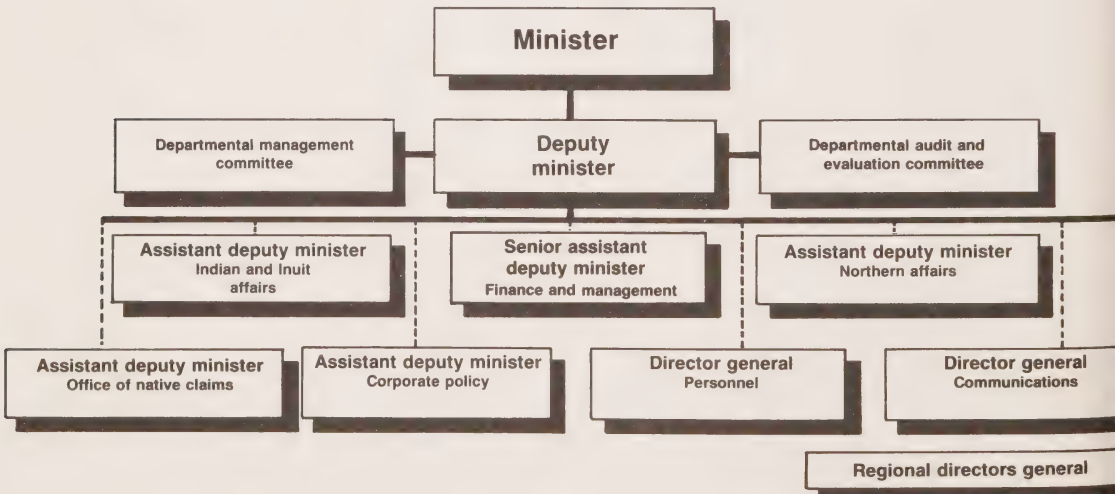 Minister
Departmental management
committee
Deputy
minister
Departmental audit and
evaluation committee
Assistant deputy minister
Indian and Inuit
affairs
Senior assistant
deputy minister
Finance and management
Assistant deputy minister
Northern affairs
Assistant deputy minister
Office of native claims
Assistant deputy minister
Corporate policy
Director general
Personnel
Director general
Communications
Regional directors general